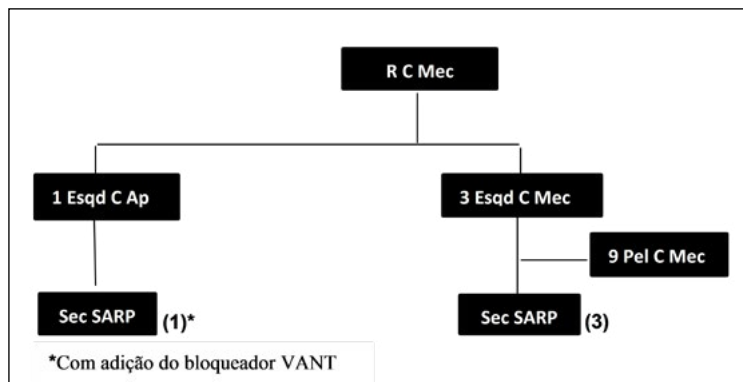 R C Mec
1 Esqd C Ap
3 Esqd C Mec
9 Pel C Mec
Sec SARP (1)*
Sec SARP (3)
*Com adição do bloqueador VANT